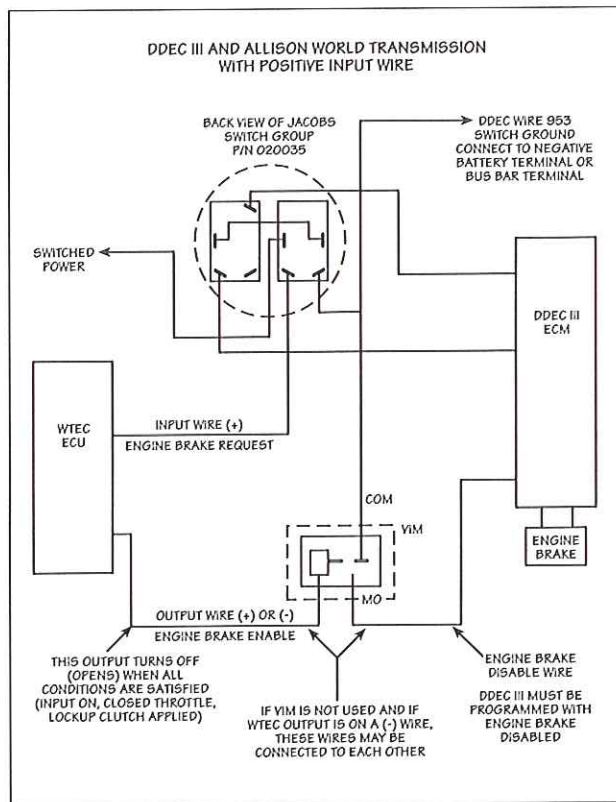 DDEC III AND ALLISON WORLD TRANSMISSION
WITH POSITIVE INPUT WIRE
BACK VIEW OF JACOBS
SWITCH GROUP
P/N 020035
DDEC WIRE 953
SWITCH GROUND
CONNECT TO NEGATIVE
BATTERY TERMINAL OR
BUS BAR TERMINAL
SWITCHED
POWER
DDEC III
ECM
WTEC
ECU
INPUT WIRE (+)
ENGINE BRAKE REQUEST
COM
VIM
ENGINE
BRAKE
MO
OUTPUT WIRE (+) OR (-)
ENGINE BRAKE ENABLE
THIS OUTPUT TURNS OFF
(OPENS) WHEN ALL
CONDITIONS ARE SATISFIED
(INPUT ON, CLOSED THROTTLE,
LOCKUP CLUTCH APPLIED)
IF VIM IS NOT USED AND IF
WTEC OUTPUT IS ON A (-) WIRE,
THESE WIRES MAY BE
CONNECTED TO EACH OTHER
ENGINE BRAKE
DISABLE WIRE
DDEC III MUST BE
PROGRAMMED WITH
ENGINE BRAKE
DISABLED